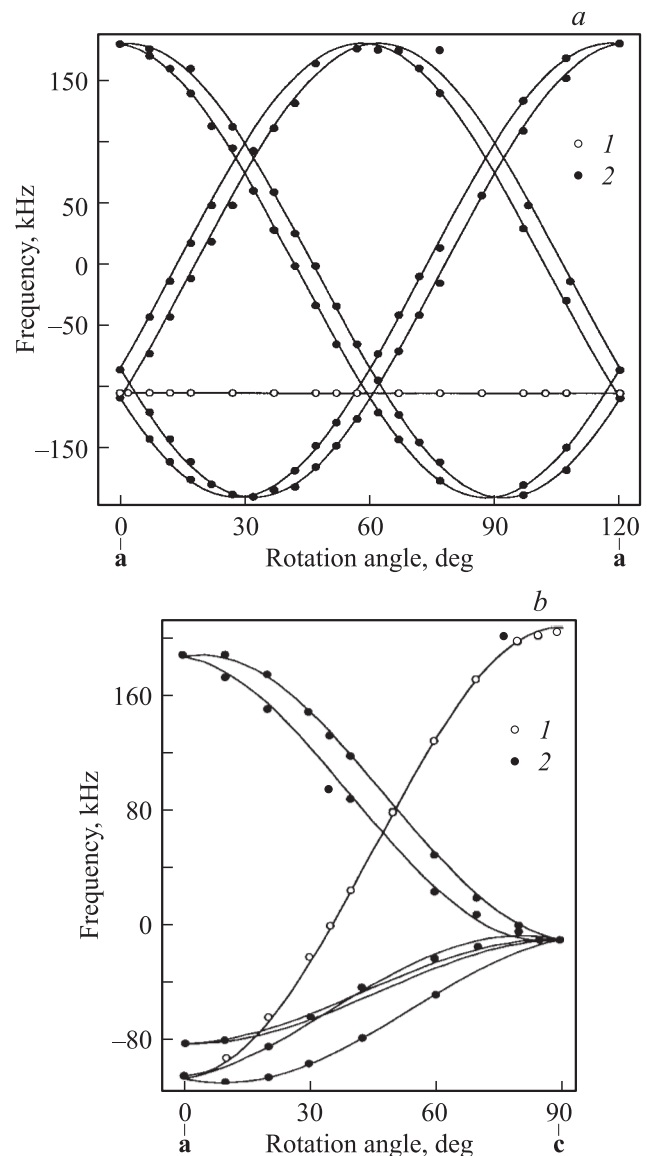 a
150
50
0
−50
−150
Frequency, kHz
1
2
0 30 60 90 120
a a
Rotation angle, deg
b
160
80
0
−80
Frequency, kHz
1
2
0 30 60 90
a c
Rotation angle, deg